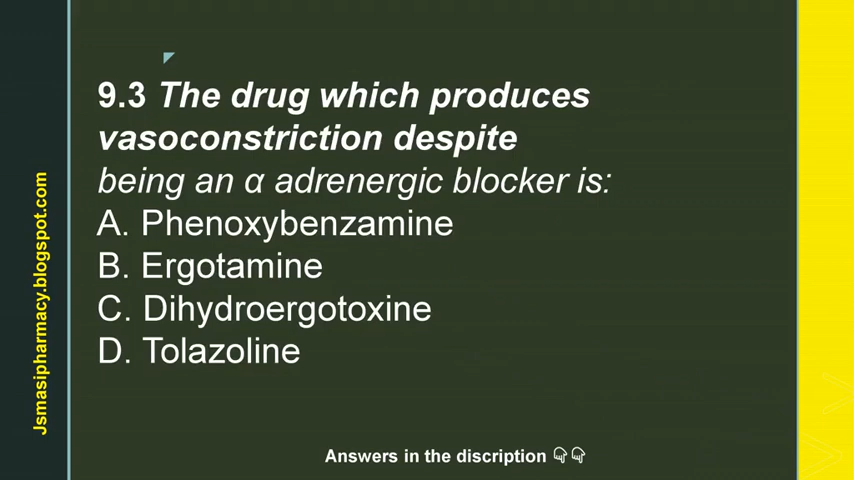 9.3 The drug which produces
vasoconstriction despite
being an α adrenergic blocker is:
A. Phenoxybenzamine
B. Ergotamine
C. Dihydroergotoxine
D. Tolazoline
Answers in the discription 👇👇
Jsmasipharmacy.blogspot.com